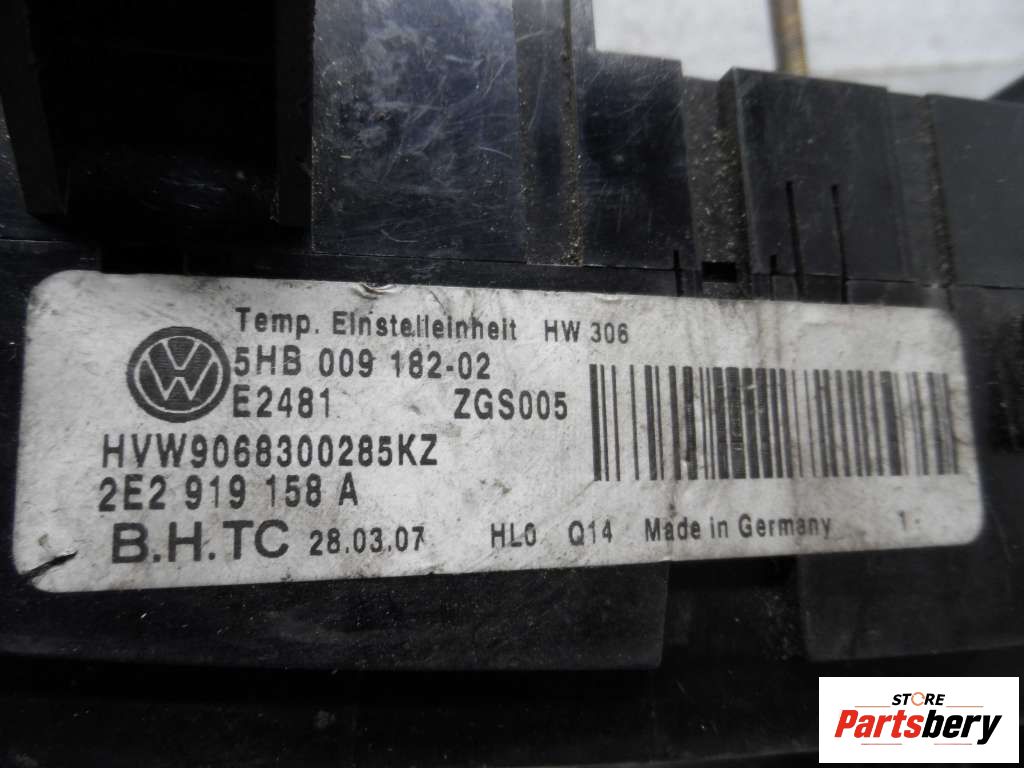 Temp. Einstelleinheit HW 306
5HB 009 182-02
E2481 ZGS005
HVW9068300285KZ
2E2 919 158 A
B.H.TC 28.03.07 HL0 Q14 Made in Germany 1
STORE
Partsbery